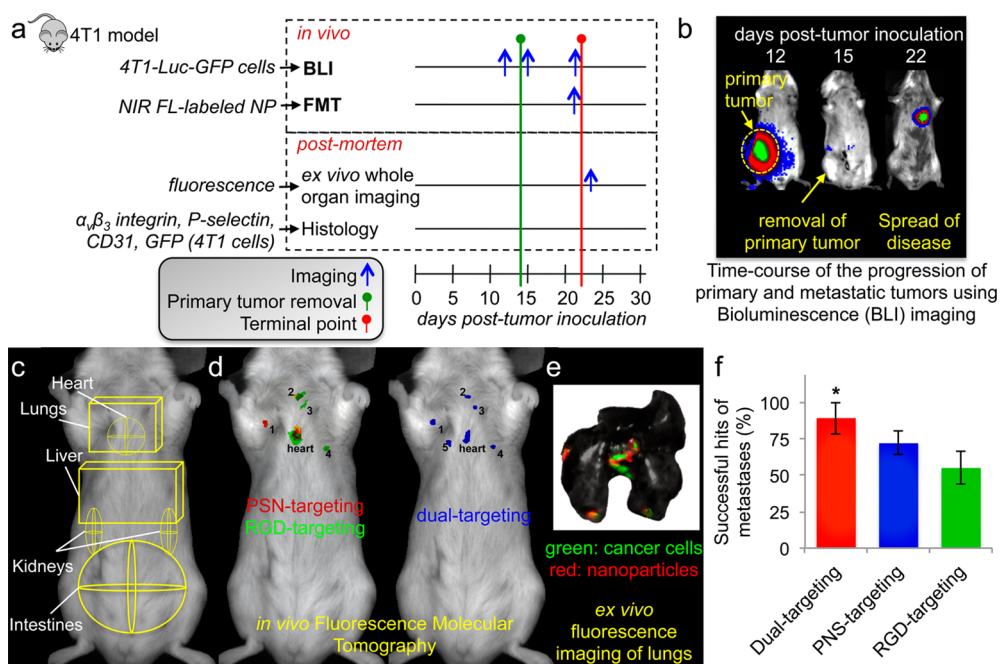 a
4T1 model
in vivo
4T1-Luc-GFP cells
BLI
NIR FL-labeled NP
FMT
post-mortem
fluorescence
ex vivo whole
organ imaging
αvβ3 integrin, P-selectin,
CD31, GFP (4T1 cells)
Histology
Imaging
Primary tumor removal
Terminal point
0 5 10 15 20 25 30
days post-tumor inoculation
b
days post-tumor inoculation
12 15 22
primary
tumor
removal of
primary tumor
Spread of
disease
Time-course of the progression of
primary and metastatic tumors using
Bioluminescence (BLI) imaging
c
Heart
Lungs
Liver
Kidneys
Intestines
d
2
3
1
heart
4
PSN-targeting
RGD-targeting
2
3
1
5
heart
4
dual-targeting
in vivo Fluorescence Molecular
Tomography
e
green: cancer cells
red: nanoparticles
ex vivo
fluorescence
imaging of lungs
f
Successful hits of
metastases (%)
100
75
50
25
0
*
Dual-targeting
PNS-targeting
RGD-targeting